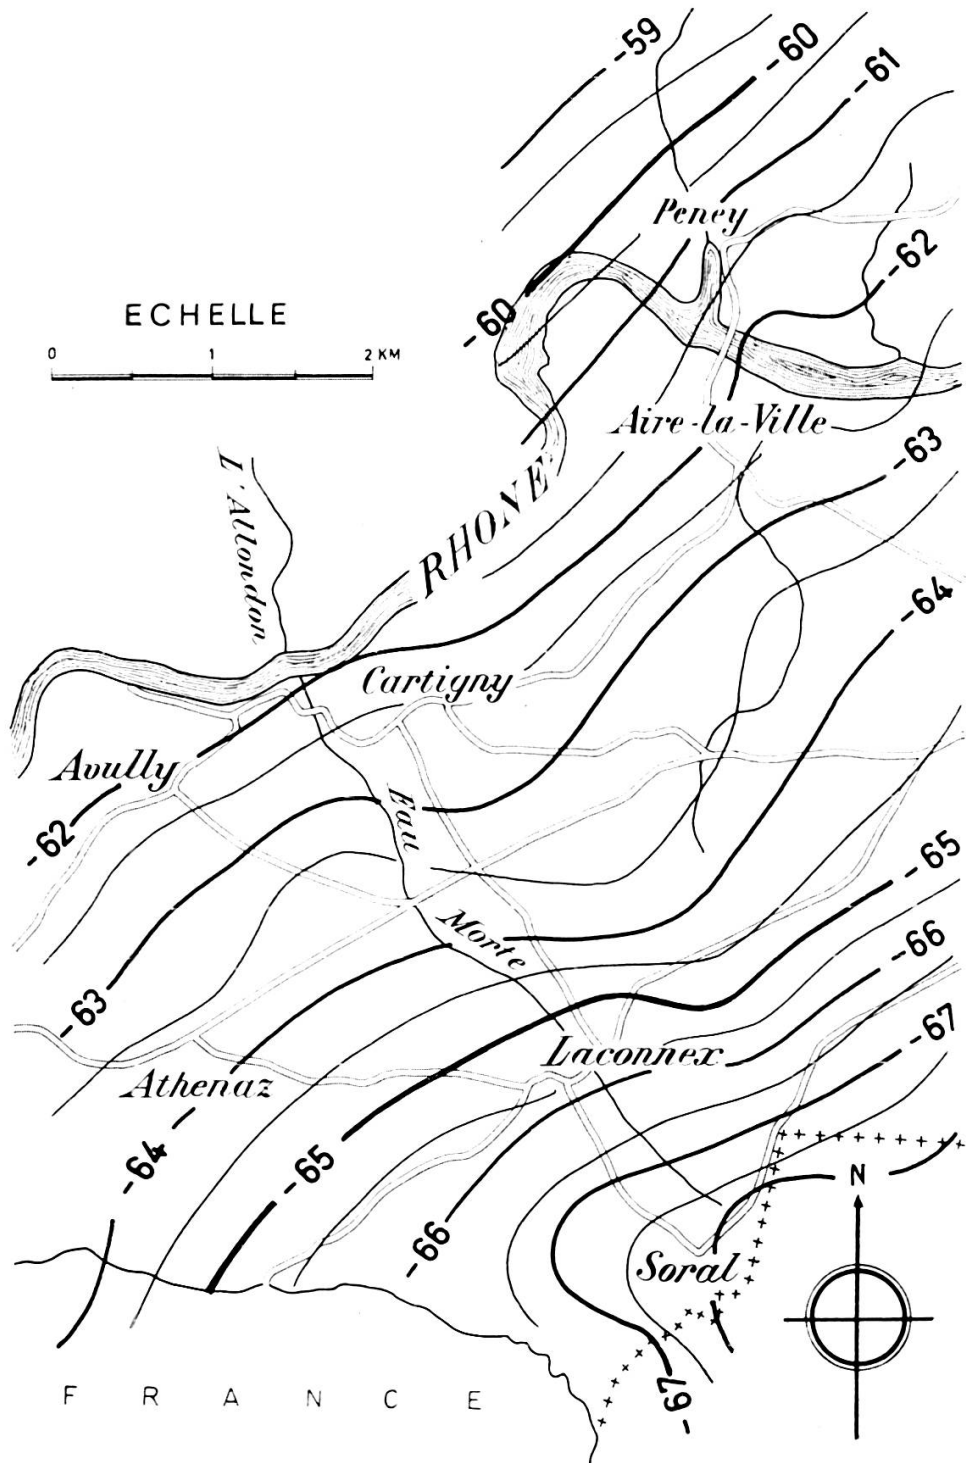 -59
-60
-61
Peney
-62
ECHELLE
-60
0 1 2 KM
Aire-la-Ville
-63
L'Allondon
RHONE
-64
Cartigny
Avully
Eau
-62
-65
Morte
-66
-63
-67
Laconnex
Athenaz
-64
-65
N
-66
Soral
FRANCE
-67